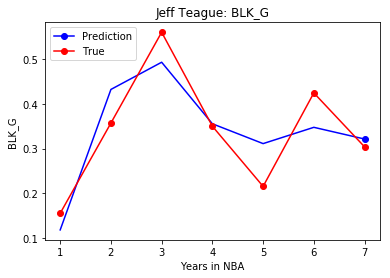 Jeff Teague: BLK_G
Prediction
True
0.5
0.4
0.3
0.2
0.1
BLK_G
1 2 3 4 5 6 7
Years in NBA